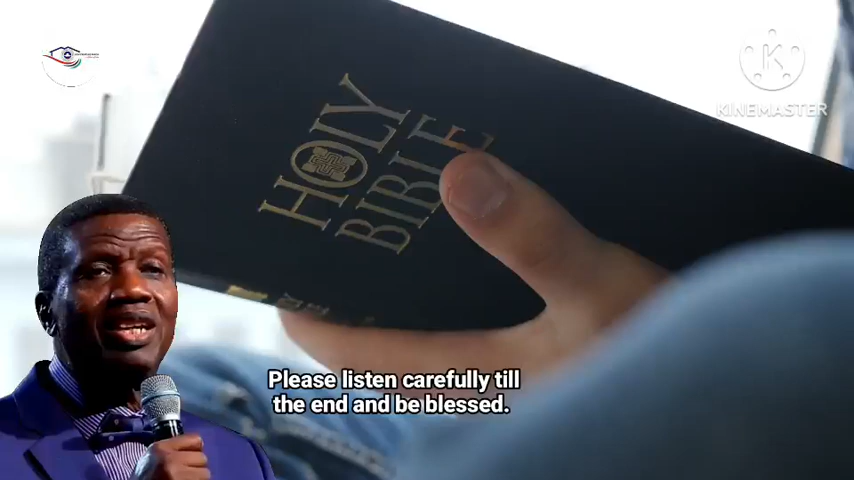 KINEMASTER
HOLY
BIBLE
Please listen carefully till
the end and be blessed.